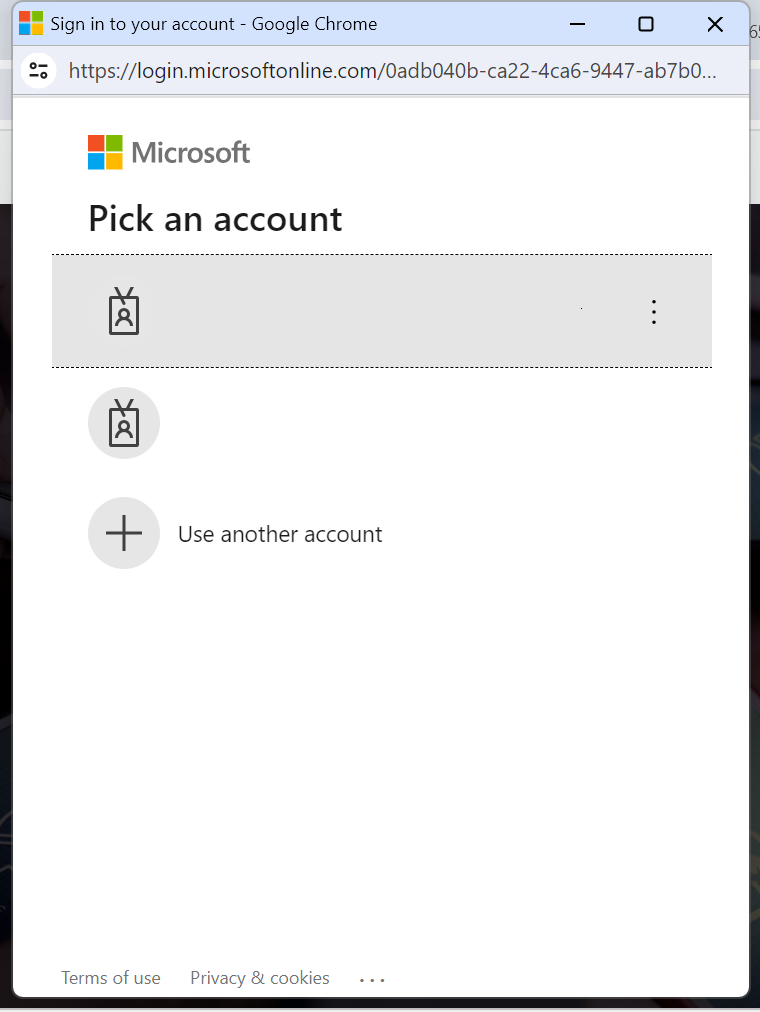 Sign in to your account - Google Chrome
https://login.microsoftonline.com/0adb040b-ca22-4ca6-9447-ab7b0...
Microsoft
Pick an account
Use another account
Terms of use Privacy & cookies ...